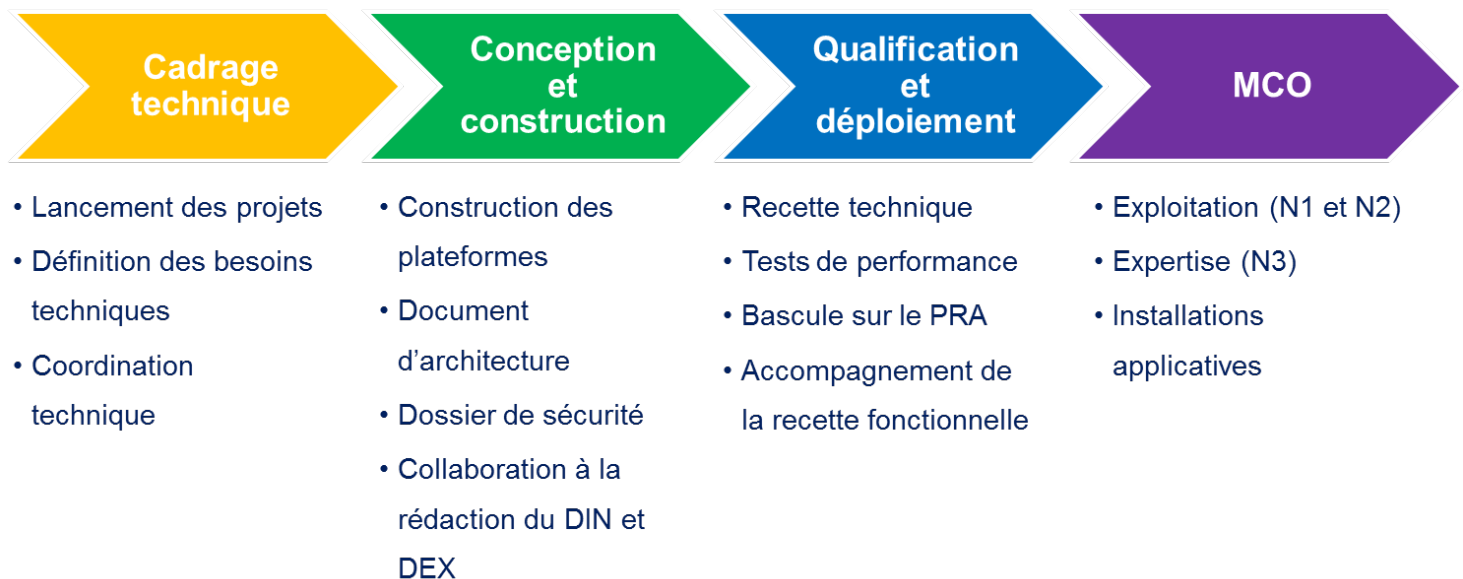 Cadrage
technique
Conception
et
construction
Qualification
et
déploiement
MCO
• Lancement des projets
• Définition des besoins
techniques
• Coordination
technique
• Construction des
plateformes
• Document
d’architecture
• Dossier de sécurité
• Collaboration à la
rédaction du DIN et
DEX
• Recette technique
• Tests de performance
• Bascule sur le PRA
• Accompagnement de
la recette fonctionnelle
• Exploitation (N1 et N2)
• Expertise (N3)
• Installations
applicatives